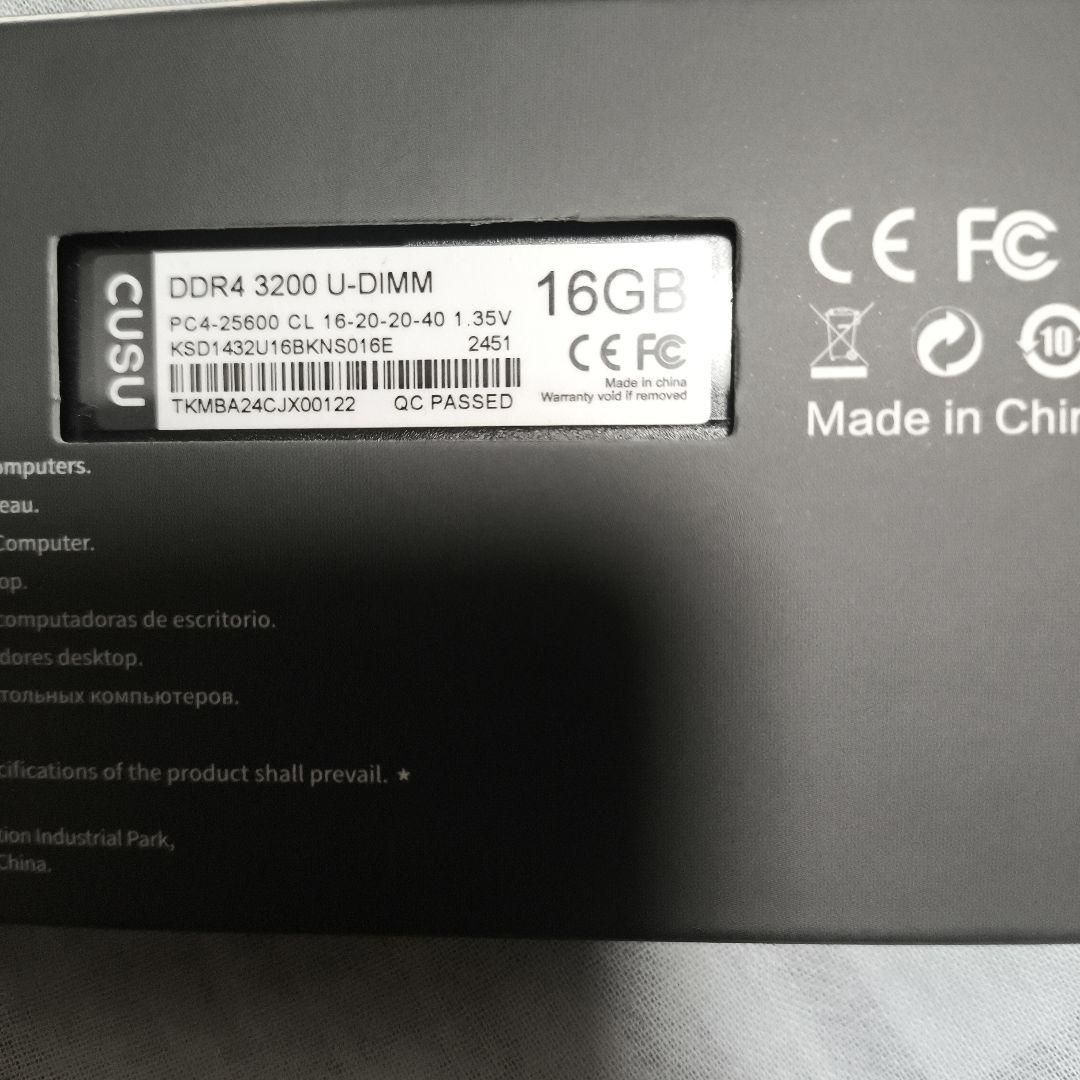 CUSU
DDR4 3200 U-DIMM
16GB
PC4-25600 CL 16-20-20-40 1.35V
KSD1432U16BKNS016E 2451
TKMBA24CJX00122 QC PASSED
CE FC
Made in china
Warranty void if removed
CE FC
10
Made in Chin
omputers.
eau.
Computer.
op.
computadoras de escritorio.
dores desktop.
тольных компьютеров.
cifications of the product shall prevail. ★
tion Industrial Park,
China.